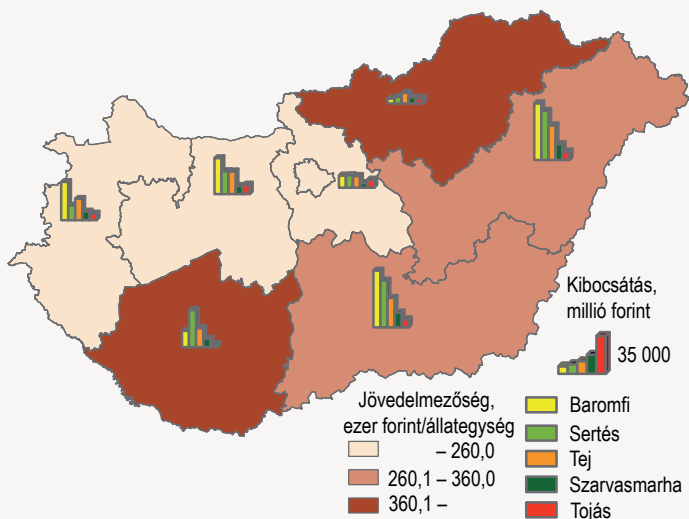 Kibocsátás,
millió forint
35 000
Jövedelmezőség,
ezer forint/állategység
– 260,0
260,1 – 360,0
360,1 –
Baromfi
Sertés
Tej
Szarvasmarha
Tojás